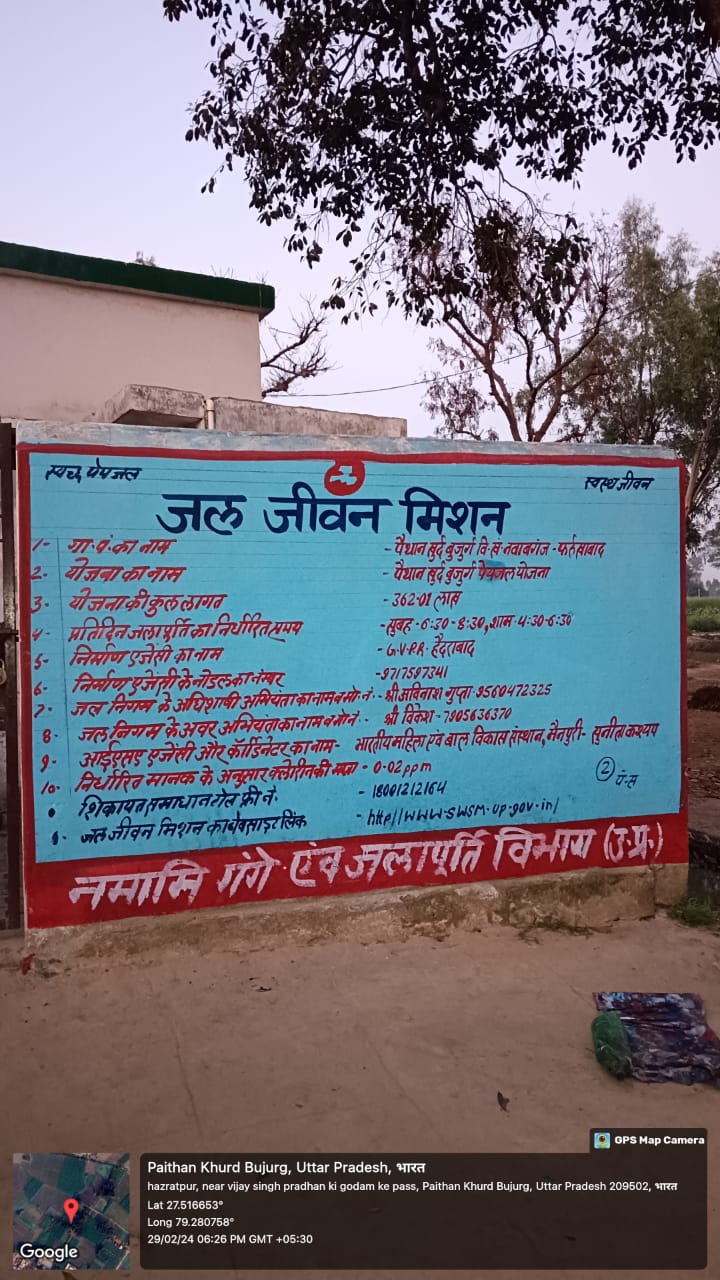 स्वच्छ पेयजल
स्वस्थ जीवन
जल जीवन मिशन
1- गा॰पं॰का नाम - पैथान खुर्द बुजुर्ग वि॰स॰नवाबगंज - फर्रुखाबाद
2- योजना का नाम - पैथान खुर्द बुजुर्ग पेयजल योजना
3- योजना की कुल लागत - 362·01 लाख
4- प्रतिदिन जलापूर्ति का निर्धारित समय - सुबह - 6:30 - 8:30, शाम - 4:30 - 6:30
5- निर्माण एजेंसी का नाम - G.V.P.R. हैदराबाद
6- निर्माण एजेंसी के नोडल का नंम्बर -9717597341
7- जल निगम के अधिशाषी अभियंता का नाम व मो॰नं॰ - श्री अविनाश गुप्ता - 9560472325
8- जल निगम के अवर अभियंता का नाम व मो॰नं॰ - श्री विकेश - 7905636370
9- आईएसए एजेंसी और कार्डिनेटर का नाम - भारतीय महिला एंव बाल विकास संस्थान, मैनपुरी - सुनीता कश्यप
10- निर्धारित मानक के अनुसार क्लोरीन की मात्रा - 0·02 ppm
• शिकायत समाधान टोल फ्री नं. - 18001212164
• जल जीवन मिशन का वेबसाइट लिंक - http//www-swsm-up-gov-in/
2 पं॰स
नमामि गंगे एंव जलापूर्ति विभाग (उ॰प्र॰)
GPS Map Camera
Paithan Khurd Bujurg, Uttar Pradesh, भारत
hazratpur, near vijay singh pradhan ki godam ke pass, Paithan Khurd Bujurg, Uttar Pradesh 209502, भारत
Lat 27.516653°
Long 79.280758°
29/02/24 06:26 PM GMT +05:30
Google